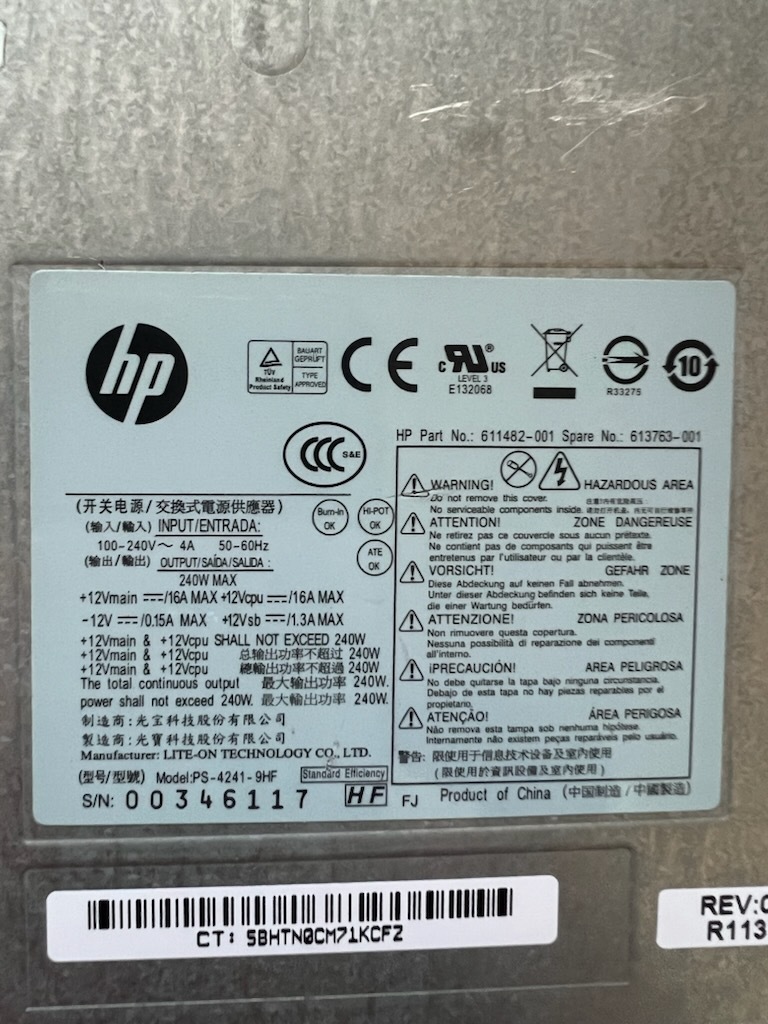 hp
TÜV
Rheinland
Product Safety
BAUART
GEPRÜFT
TYPE
APPROVED
CE
c RU ® US
LEVEL 3
E132068
R33275
10
CCC S&E
HP Part No.: 611482-001 Spare No.: 613763-001
(开关电源/交換式電源供應器)
(输入/輸入) INPUT/ENTRADA:
100-240V～ 4A 50-60Hz
(输出/輸出) OUTPUT/SAÍDA/SALIDA :
240W MAX
Burn-in
OK
HI-POT
OK
ATE
OK
+12Vmain ⎓/16A MAX +12Vcpu ⎓/16A MAX
-12V ⎓/0.15A MAX +12Vsb ⎓/1.3A MAX
+12Vmain & +12Vcpu SHALL NOT EXCEED 240W
+12Vmain & +12Vcpu 总输出功率不超过 240W
+12Vmain & +12Vcpu 總輸出功率不超過 240W
The total continuous output 最大输出功率 240W.
power shall not exceed 240W. 最大輸出功率 240W.
制造商:光宝科技股份有限公司
製造商:光寶科技股份有限公司
Manufacturer: LITE-ON TECHNOLOGY CO., LTD.
(型号/型號) Model:PS-4241-9HF
Standard Efficiency
S/N: 00346117
HF
FJ Product of China (中国制造/中國製造)
WARNING! HAZARDOUS AREA
Do not remove this cover.
No serviceable components inside.
ATTENTION! ZONE DANGEREUSE
Ne retirez pas ce couvercle sous aucun prétexte.
Ne contient pas de composants qui puissent être
entretenus par l'utilisateur ou par la clientèle.
VORSICHT! GEFAHR ZONE
Diese Abdeckung auf keinen Fall abnehmen.
Unter dieser Abdeckung befinden sich keine Teile,
die einer Wartung bedürfen.
ATTENZIONE! ZONA PERICOLOSA
Non rimuovere questa copertura.
Nessuna possibilità di reparazione dei componenti
all'interno.
¡PRECAUCIÓN! AREA PELIGROSA
No debe quitarse la tapa bajo ninguna circunstancia.
Debajo de esta tapa no hay piezas reparables por el
propietario.
ATENÇÃO! ÁREA PERIGOSA
Não remova esta tampa sob nenhuma hipótese.
Internamente não existem peças reparáveis pelo usuário.
警告: 限使用于信息技术设备及室内使用
(限使用於資訊設備及室內使用)
CT: 5BHTN0CM71KCFZ
REV:0
R113